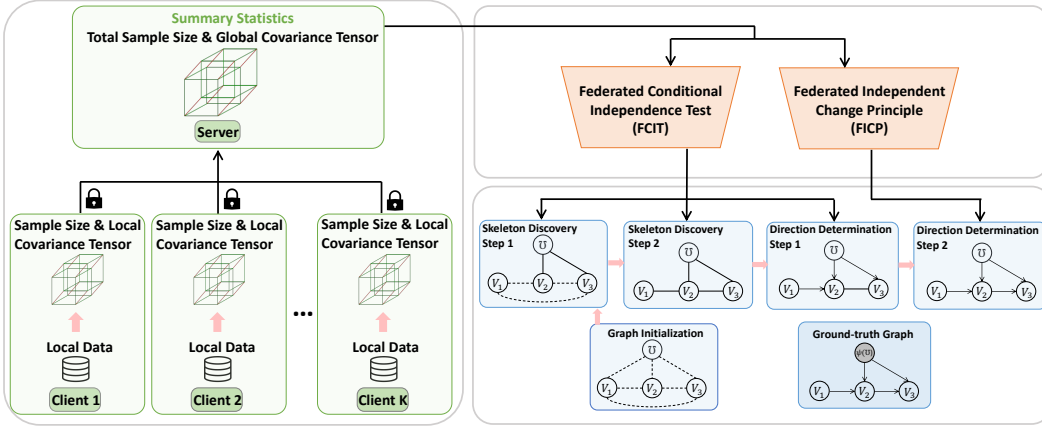 Summary Statistics
Total Sample Size & Global Covariance Tensor
Server
Sample Size & Local
Covariance Tensor
Local Data
Client 1
Sample Size & Local
Covariance Tensor
Local Data
Client 2
...
Sample Size & Local
Covariance Tensor
Local Data
Client K
Federated Conditional
Independence Test
(FCIT)
Federated Independent
Change Principle
(FICP)
Skeleton Discovery
Step 1
℧
V₁
V₂
V₃
Skeleton Discovery
Step 2
℧
V₁
V₂
V₃
Direction Determination
Step 1
℧
V₁
V₂
V₃
Direction Determination
Step 2
℧
V₁
V₂
V₃
Graph Initialization
℧
V₁
V₂
V₃
Ground-truth Graph
ψ(℧)
V₁
V₂
V₃